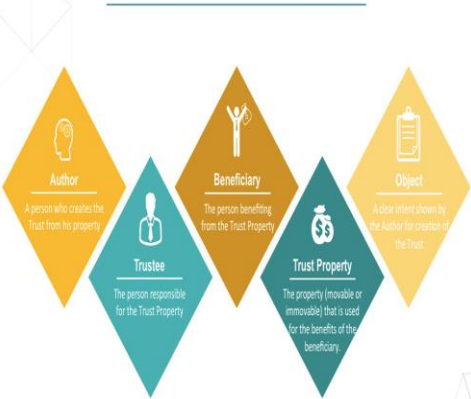 Author
A person who creates the
Trust from his property
Trustee
The person responsible
for the Trust Property
Beneficiary
The person benefiting
from the Trust Property
$$
Trust Property
The property (movable or
immovable) that is used
for the benefits of the
beneficiary.
Object
A clear intent shown by
the Author for creation of
the Trust